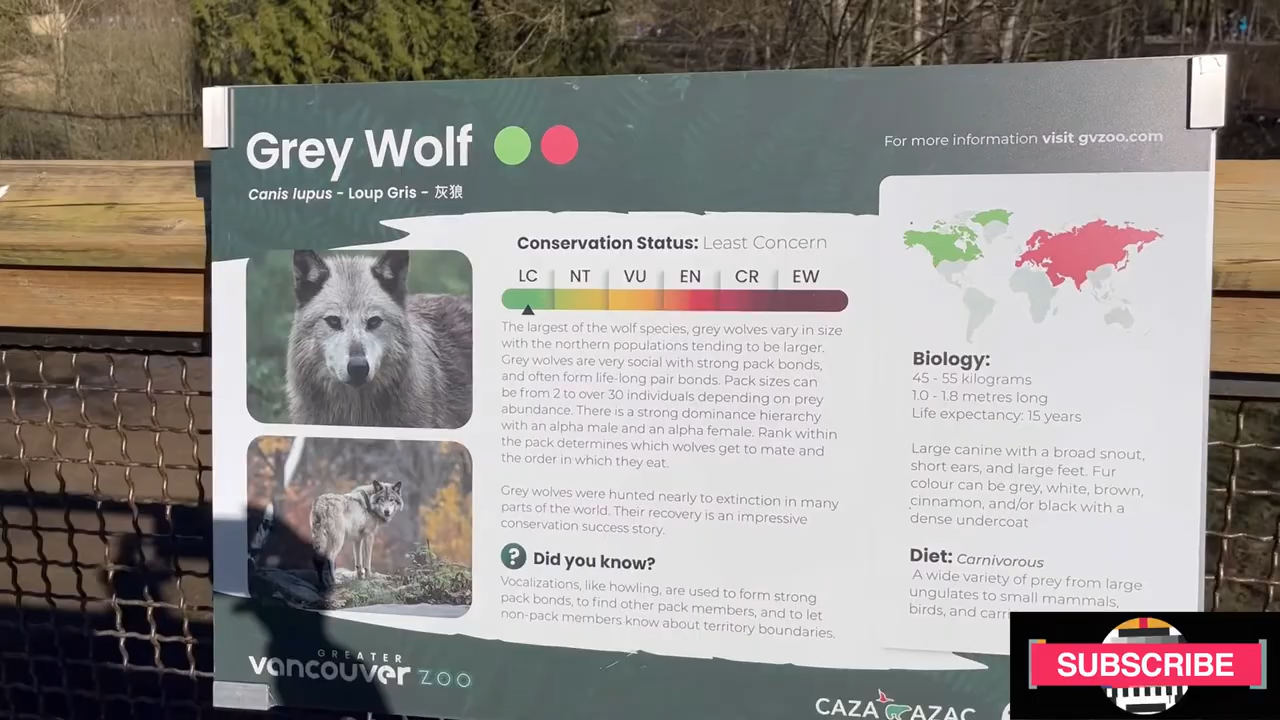 Grey Wolf
For more information visit gvzoo.com
Canis lupus - Loup Gris - 灰狼
Conservation Status: Least Concern
LC NT VU EN CR EW
The largest of the wolf species, grey wolves vary in size
with the northern populations tending to be larger.
Grey wolves are very social with strong pack bonds,
and often form life-long pair bonds. Pack sizes can
be from 2 to over 30 individuals depending on prey
abundance. There is a strong dominance hierarchy
with an alpha male and an alpha female. Rank within
the pack determines which wolves get to mate and
the order in which they eat.
Grey wolves were hunted nearly to extinction in many
parts of the world. Their recovery is an impressive
conservation success story.
? Did you know?
Vocalizations, like howling, are used to form strong
pack bonds, to find other pack members, and to let
non-pack members know about territory boundaries.
Biology:
45 - 55 kilograms
1.0 - 1.8 metres long
Life expectancy: 15 years
Large canine with a broad snout,
short ears, and large feet. Fur
colour can be grey, white, brown,
cinnamon, and/or black with a
dense undercoat
Diet: Carnivorous
A wide variety of prey from large
ungulates to small mammals,
birds, and
GREATER
vancouver zoo
CAZA AZAC
SUBSCRIBE